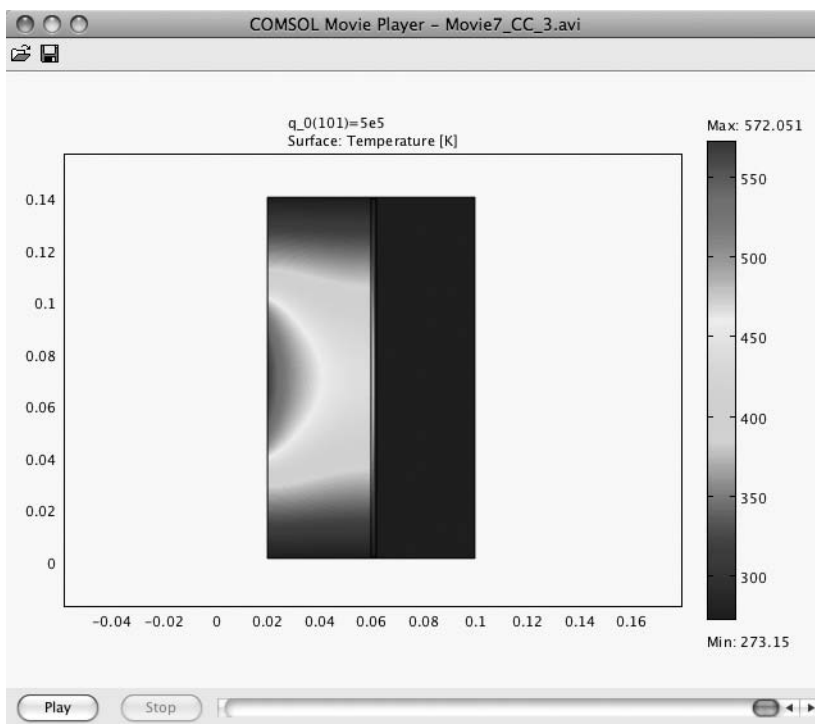 COMSOL Movie Player – Movie7_CC_3.avi
q_0(101)=5e5
Surface: Temperature [K]
Max: 572.051
0.14
0.12
0.1
0.08
0.06
0.04
0.02
0
550
500
450
400
350
300
−0.04 −0.02 0 0.02 0.04 0.06 0.08 0.1 0.12 0.14 0.16
Min: 273.15
Play Stop